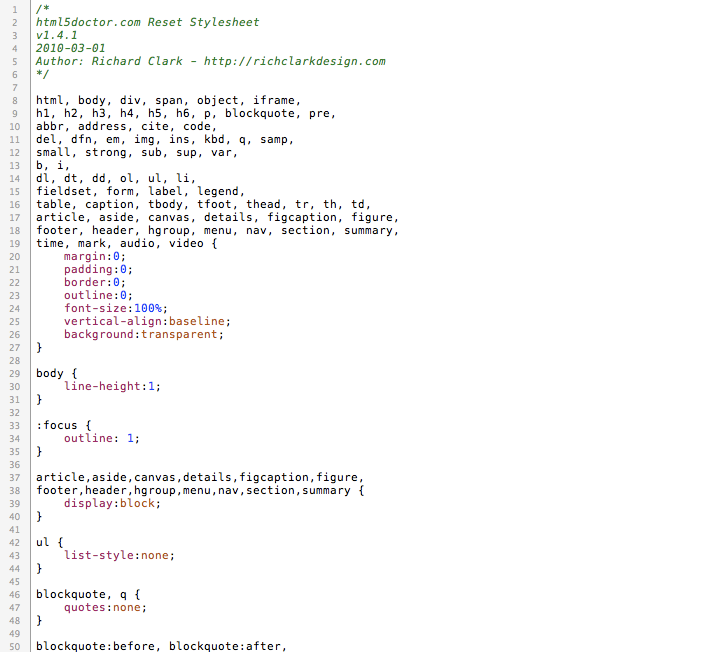 1 /*
2 html5doctor.com Reset Stylesheet
3 v1.4.1
4 2010-03-01
5 Author: Richard Clark - http://richclarkdesign.com
6 */
7
8 html, body, div, span, object, iframe,
9 h1, h2, h3, h4, h5, h6, p, blockquote, pre,
10 abbr, address, cite, code,
11 del, dfn, em, img, ins, kbd, q, samp,
12 small, strong, sub, sup, var,
13 b, i,
14 dl, dt, dd, ol, ul, li,
15 fieldset, form, label, legend,
16 table, caption, tbody, tfoot, thead, tr, th, td,
17 article, aside, canvas, details, figcaption, figure,
18 footer, header, hgroup, menu, nav, section, summary,
19 time, mark, audio, video {
20     margin:0;
21     padding:0;
22     border:0;
23     outline:0;
24     font-size:100%;
25     vertical-align:baseline;
26     background:transparent;
27 }
28
29 body {
30     line-height:1;
31 }
32
33 :focus {
34     outline: 1;
35 }
36
37 article,aside,canvas,details,figcaption,figure,
38 footer,header,hgroup,menu,nav,section,summary {
39     display:block;
40 }
41
42 ul {
43     list-style:none;
44 }
45
46 blockquote, q {
47     quotes:none;
48 }
49
50 blockquote:before, blockquote:after,